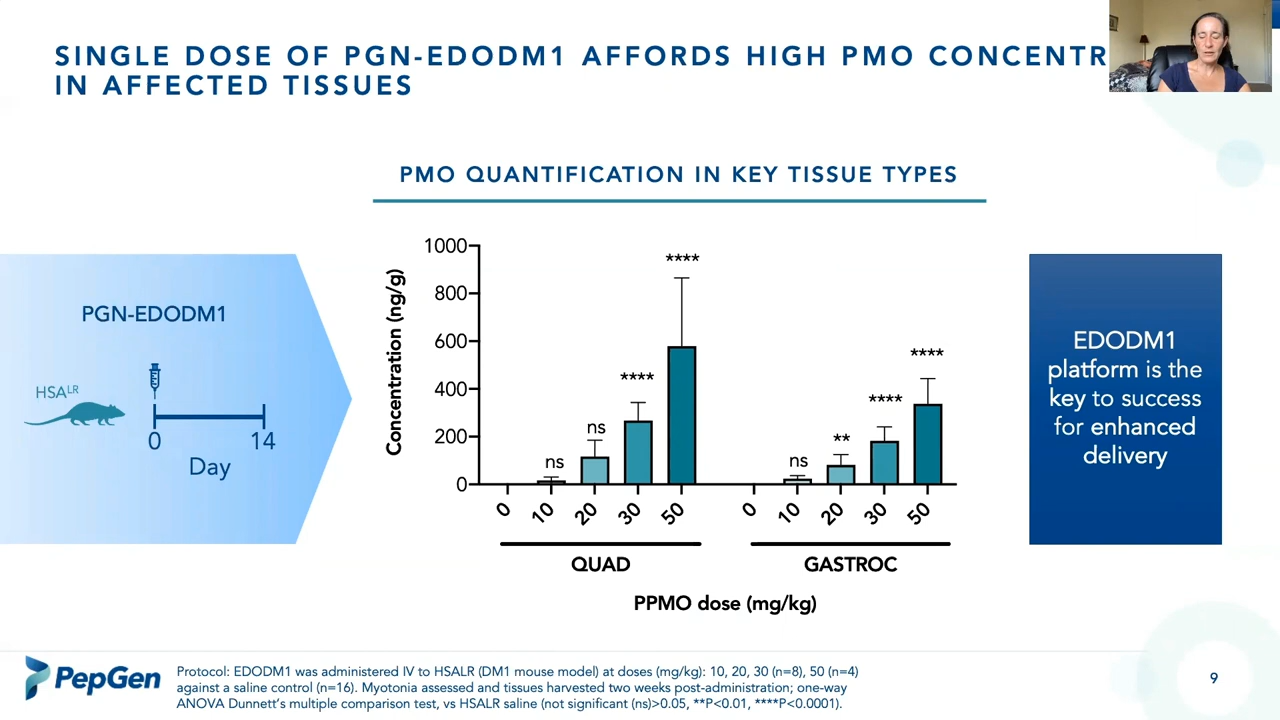 SINGLE DOSE OF PGN-EDODM1 AFFORDS HIGH PMO CONCENTR
IN AFFECTED TISSUES
PMO QUANTIFICATION IN KEY TISSUE TYPES
PGN-EDODM1
HSALR
0 14
Day
Concentration (ng/g)
1000
800
600
400
200
0
ns
ns
****
****
ns
**
****
****
0 10 20 30 50 0 10 20 30 50
QUAD GASTROC
PPMO dose (mg/kg)
EDODM1
platform is the
key to success
for enhanced
delivery
PepGen
Protocol: EDODM1 was administered IV to HSALR (DM1 mouse model) at doses (mg/kg): 10, 20, 30 (n=8), 50 (n=4)
against a saline control (n=16). Myotonia assessed and tissues harvested two weeks post-administration; one-way
ANOVA Dunnett’s multiple comparison test, vs HSALR saline (not significant (ns)>0.05, **P<0.01, ****P<0.0001).
9